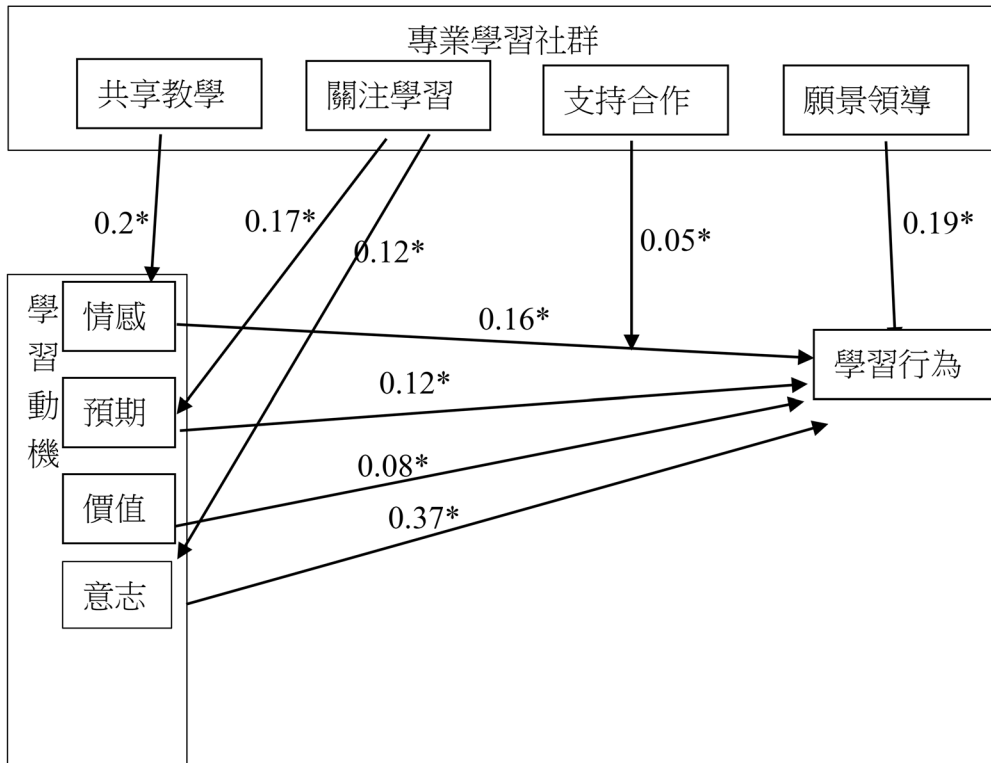 專業學習社群
共享教學
關注學習
支持合作
願景領導
0.2*
0.17*
0.12*
0.05*
0.19*
學習動機
情感
預期
價值
意志
0.16*
0.12*
0.08*
0.37*
學習行為